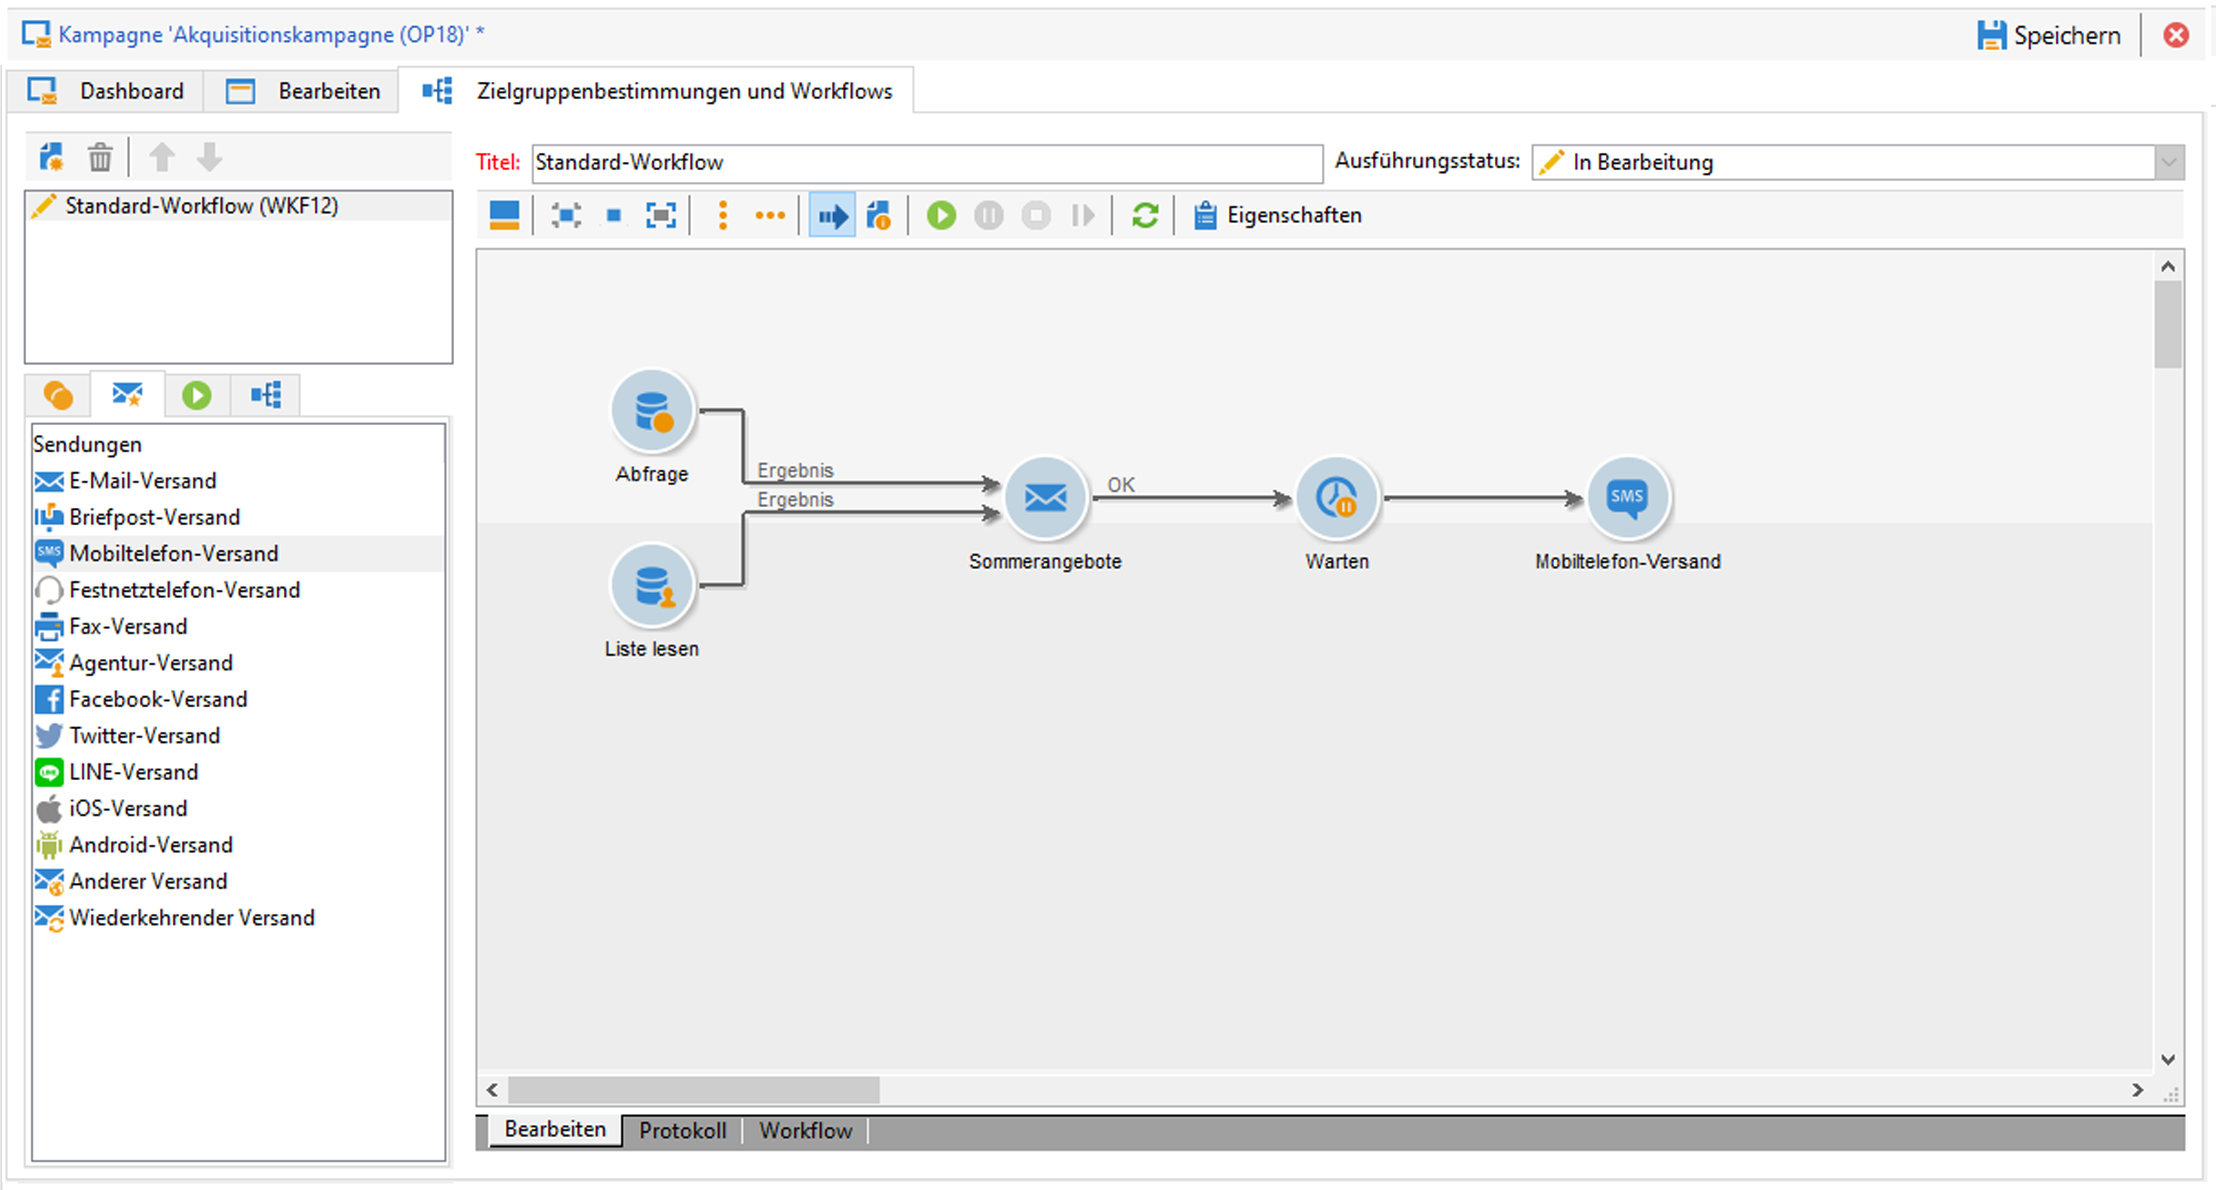 Kampagne 'Akquisitionskampagne (OP18)' *
Speichern
Dashboard
Bearbeiten
Zielgruppenbestimmungen und Workflows
Titel: Standard-Workflow
Ausführungsstatus: In Bearbeitung
Standard-Workflow (WKF12)
Eigenschaften
Sendungen
E-Mail-Versand
Briefpost-Versand
SMS Mobiltelefon-Versand
Festnetztelefon-Versand
Fax-Versand
Agentur-Versand
Facebook-Versand
Twitter-Versand
LINE-Versand
iOS-Versand
Android-Versand
Anderer Versand
Wiederkehrender Versand
Abfrage
Ergebnis
Ergebnis
Liste lesen
Sommerangebote
OK
Warten
SMS
Mobiltelefon-Versand
Bearbeiten
Protokoll
Workflow